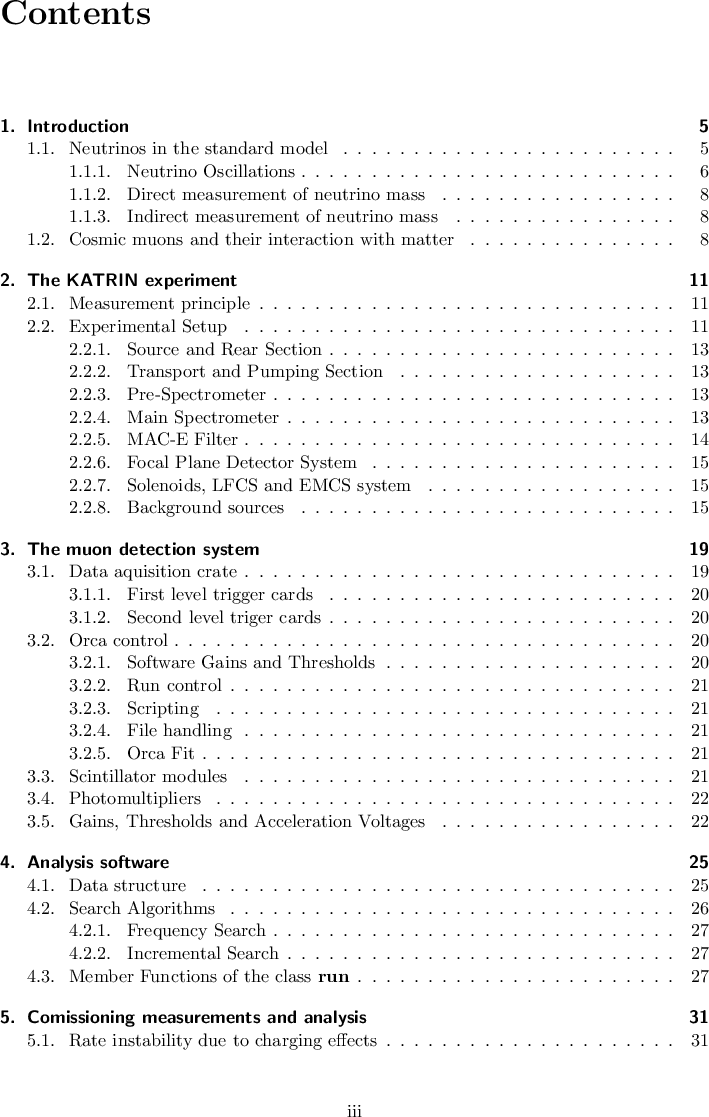 Contents
1. Introduction 5
1.1. Neutrinos in the standard model . . . . . . . . . . . . . . . . . . . . . . . . 5
1.1.1. Neutrino Oscillations . . . . . . . . . . . . . . . . . . . . . . . . . . . 6
1.1.2. Direct measurement of neutrino mass . . . . . . . . . . . . . . . . . 8
1.1.3. Indirect measurement of neutrino mass . . . . . . . . . . . . . . . . 8
1.2. Cosmic muons and their interaction with matter . . . . . . . . . . . . . . . 8
2. The KATRIN experiment 11
2.1. Measurement principle . . . . . . . . . . . . . . . . . . . . . . . . . . . . . . 11
2.2. Experimental Setup . . . . . . . . . . . . . . . . . . . . . . . . . . . . . . . 11
2.2.1. Source and Rear Section . . . . . . . . . . . . . . . . . . . . . . . . . 13
2.2.2. Transport and Pumping Section . . . . . . . . . . . . . . . . . . . . 13
2.2.3. Pre-Spectrometer . . . . . . . . . . . . . . . . . . . . . . . . . . . . . 13
2.2.4. Main Spectrometer . . . . . . . . . . . . . . . . . . . . . . . . . . . . 13
2.2.5. MAC-E Filter . . . . . . . . . . . . . . . . . . . . . . . . . . . . . . . 14
2.2.6. Focal Plane Detector System . . . . . . . . . . . . . . . . . . . . . . 15
2.2.7. Solenoids, LFCS and EMCS system . . . . . . . . . . . . . . . . . . 15
2.2.8. Background sources . . . . . . . . . . . . . . . . . . . . . . . . . . . 15
3. The muon detection system 19
3.1. Data aquisition crate . . . . . . . . . . . . . . . . . . . . . . . . . . . . . . . 19
3.1.1. First level trigger cards . . . . . . . . . . . . . . . . . . . . . . . . . 20
3.1.2. Second level triger cards . . . . . . . . . . . . . . . . . . . . . . . . . 20
3.2. Orca control . . . . . . . . . . . . . . . . . . . . . . . . . . . . . . . . . . . . 20
3.2.1. Software Gains and Thresholds . . . . . . . . . . . . . . . . . . . . . 20
3.2.2. Run control . . . . . . . . . . . . . . . . . . . . . . . . . . . . . . . . 21
3.2.3. Scripting . . . . . . . . . . . . . . . . . . . . . . . . . . . . . . . . . 21
3.2.4. File handling . . . . . . . . . . . . . . . . . . . . . . . . . . . . . . . 21
3.2.5. Orca Fit . . . . . . . . . . . . . . . . . . . . . . . . . . . . . . . . . . 21
3.3. Scintillator modules . . . . . . . . . . . . . . . . . . . . . . . . . . . . . . . 21
3.4. Photomultipliers . . . . . . . . . . . . . . . . . . . . . . . . . . . . . . . . . 22
3.5. Gains, Thresholds and Acceleration Voltages . . . . . . . . . . . . . . . . . 22
4. Analysis software 25
4.1. Data structure . . . . . . . . . . . . . . . . . . . . . . . . . . . . . . . . . . 25
4.2. Search Algorithms . . . . . . . . . . . . . . . . . . . . . . . . . . . . . . . . 26
4.2.1. Frequency Search . . . . . . . . . . . . . . . . . . . . . . . . . . . . . 27
4.2.2. Incremental Search . . . . . . . . . . . . . . . . . . . . . . . . . . . . 27
4.3. Member Functions of the class run . . . . . . . . . . . . . . . . . . . . . . . 27
5. Comissioning measurements and analysis 31
5.1. Rate instability due to charging effects . . . . . . . . . . . . . . . . . . . . . 31
iii